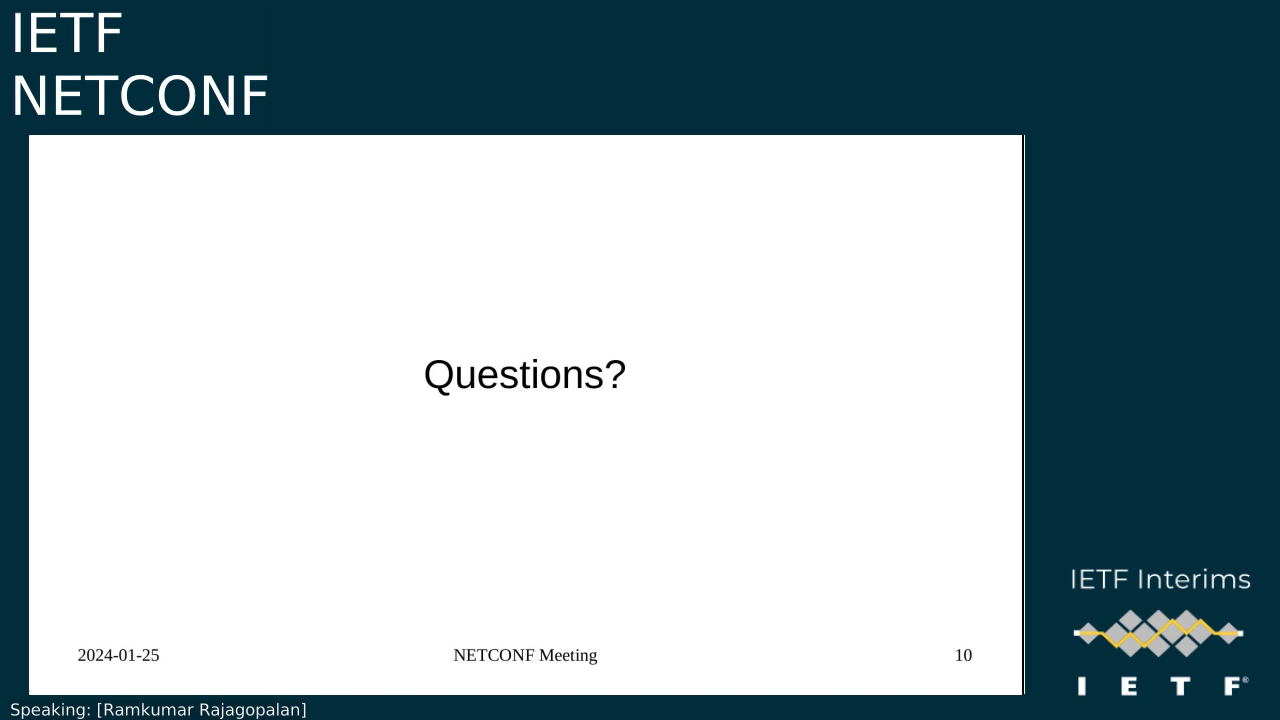 IETF
NETCONF
Questions?
2024-01-25 NETCONF Meeting 10
IETF Interims
I E T F®
Speaking: [Ramkumar Rajagopalan]